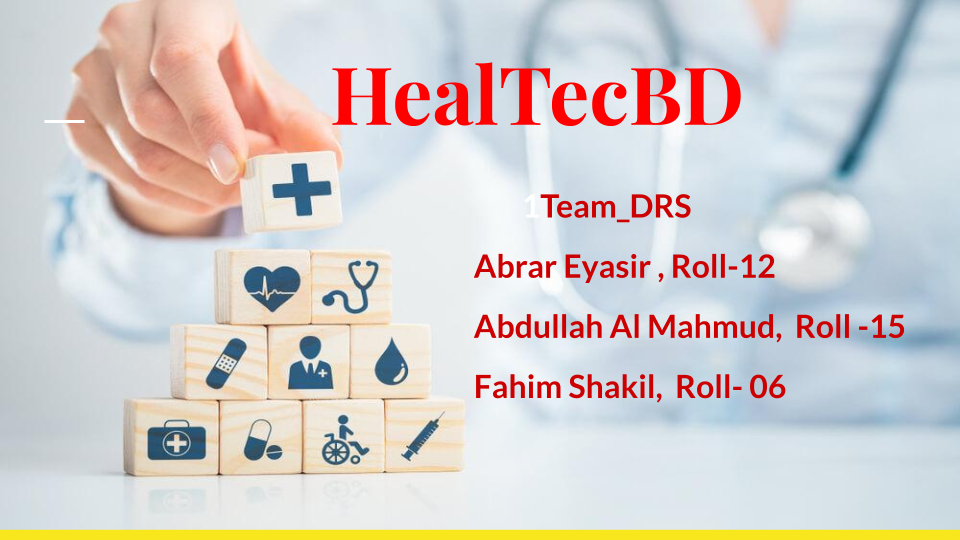 HealTecBD
1Team_DRS
Abrar Eyasir , Roll-12
Abdullah Al Mahmud, Roll -15
Fahim Shakil, Roll- 06